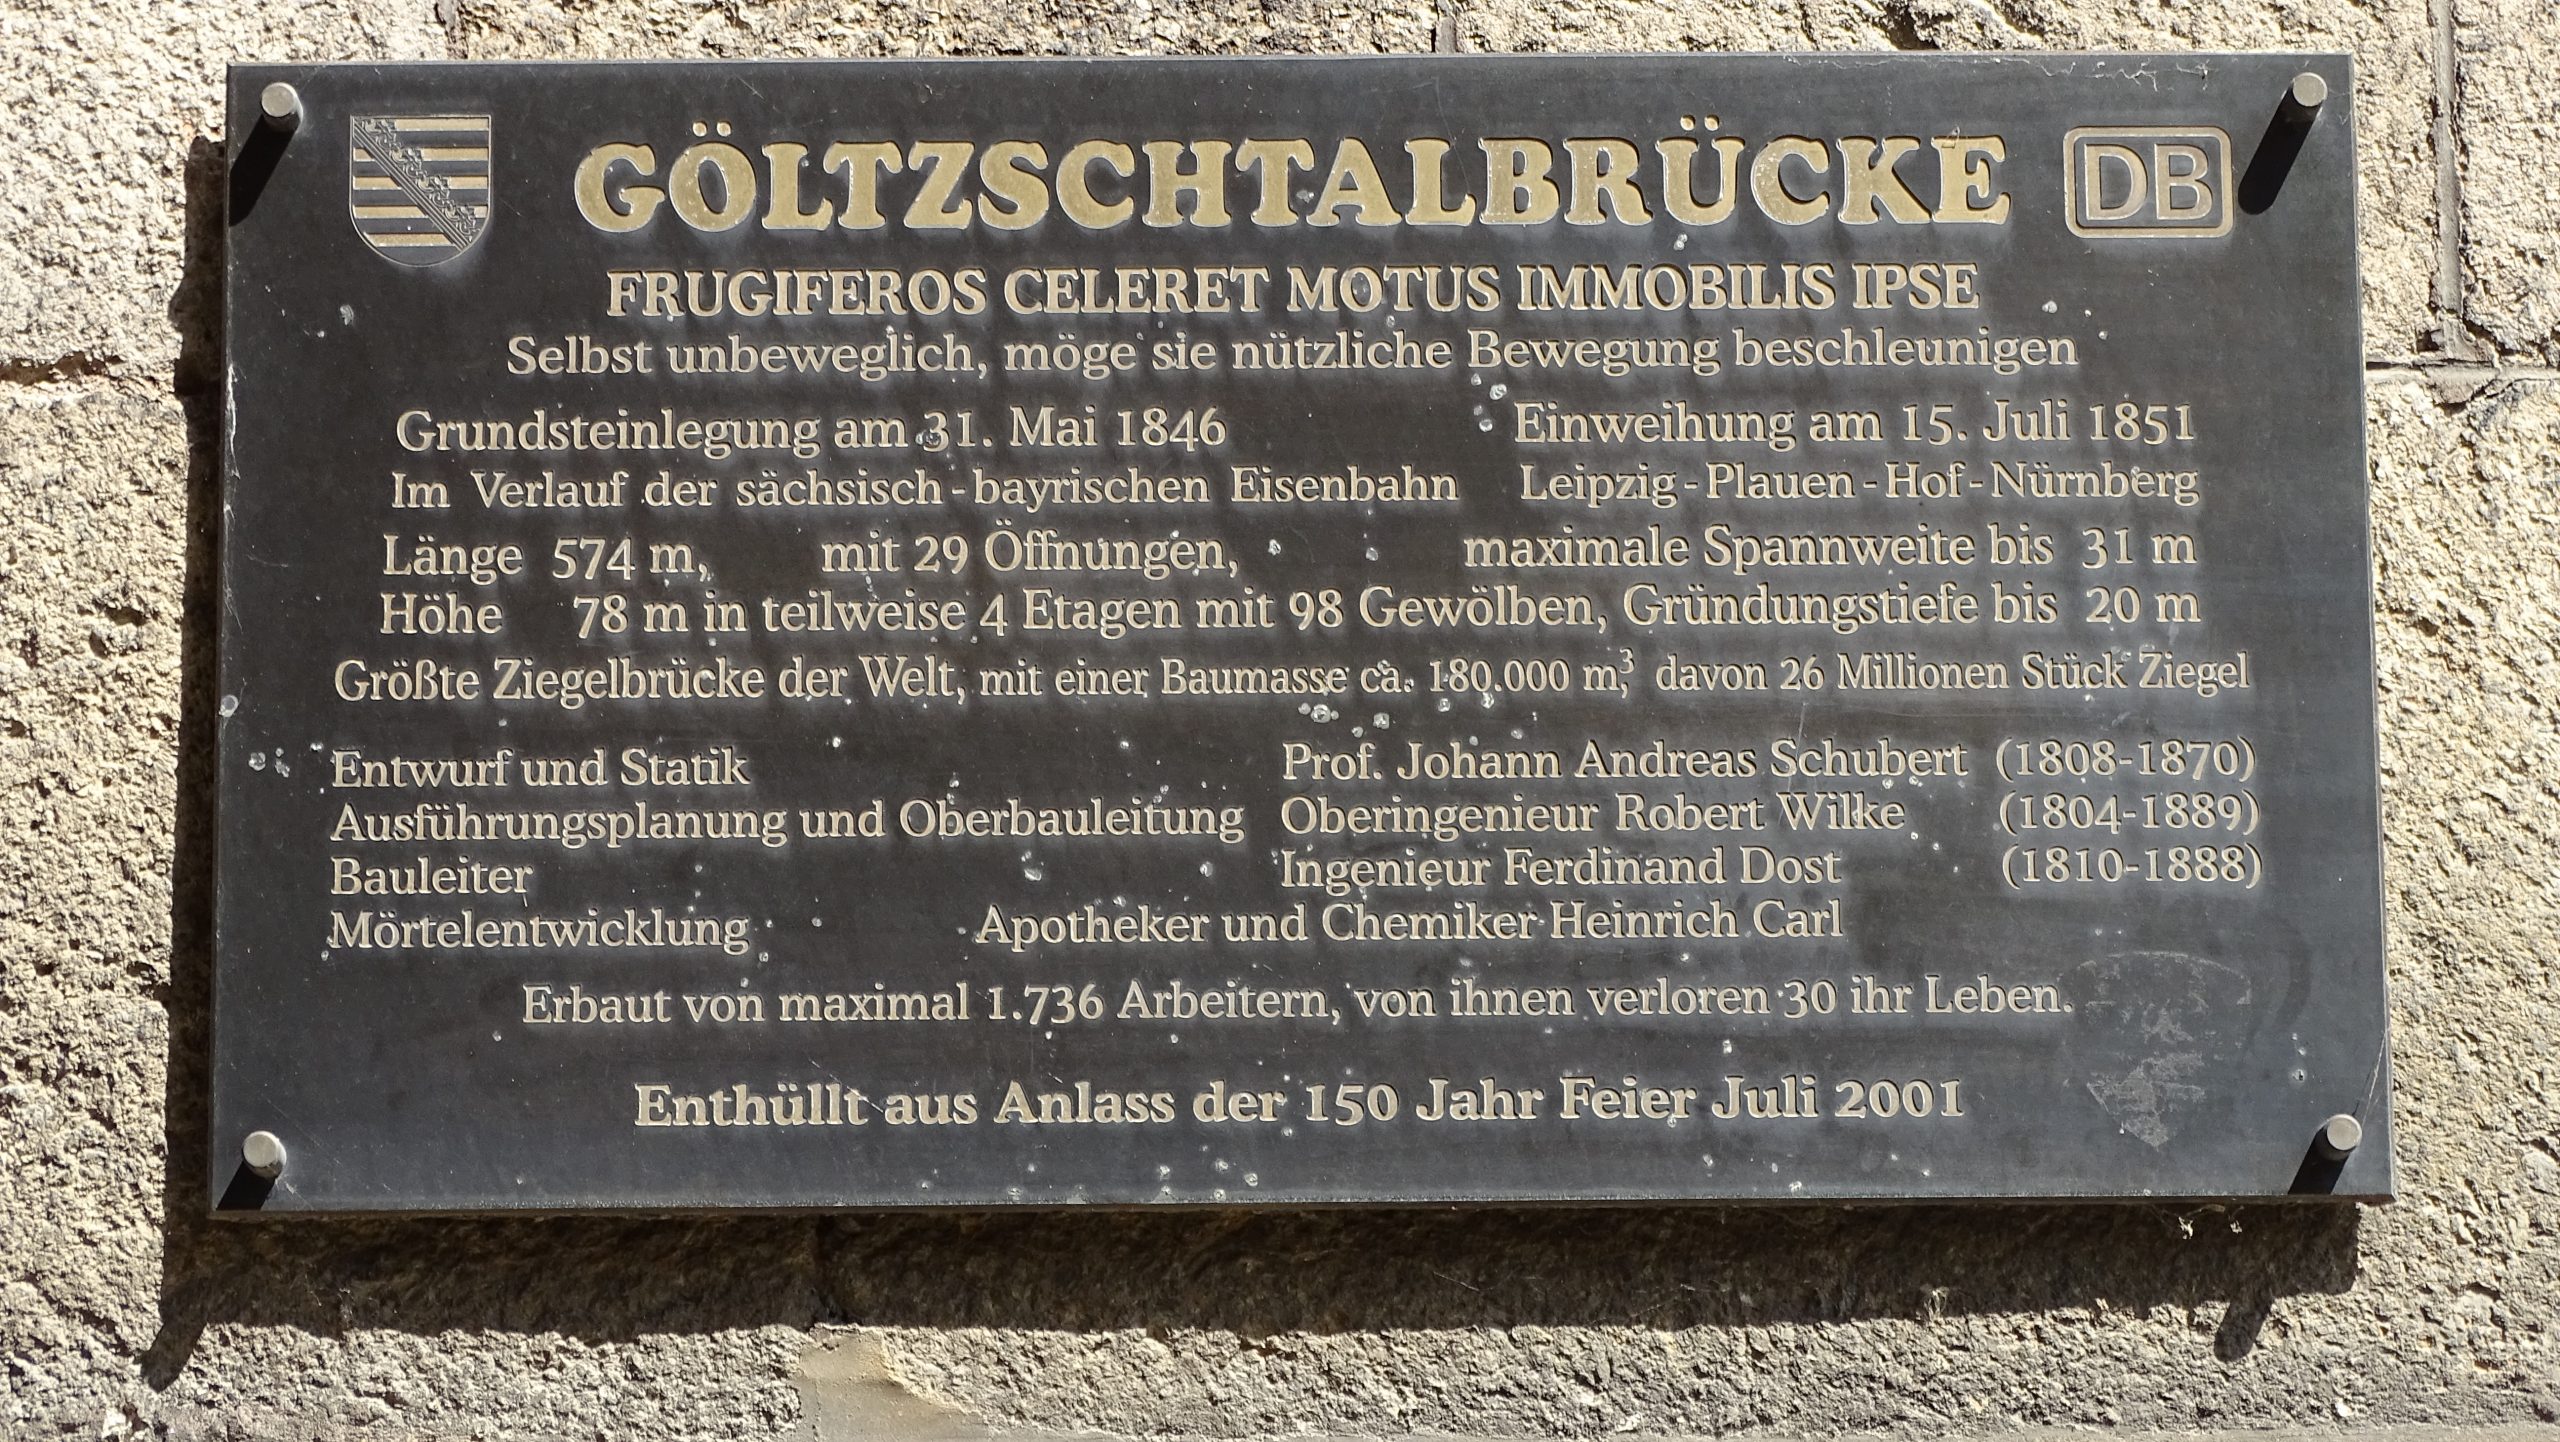 GÖLTZSCHTALBRÜCKE DB
FRUGIFEROS CELERET MOTUS IMMOBILIS IPSE
Selbst unbeweglich, möge sie nützliche Bewegung beschleunigen
Grundsteinlegung am 31. Mai 1846 Einweihung am 15. Juli 1851
Im Verlauf der sächsisch-bayrischen Eisenbahn Leipzig-Plauen-Hof-Nürnberg
Länge 574 m, mit 29 Öffnungen, maximale Spannweite bis 31 m
Höhe 78 m in teilweise 4 Etagen mit 98 Gewölben, Gründungstiefe bis 20 m
Größte Ziegelbrücke der Welt, mit einer Baumasse ca. 180.000 m³, davon 26 Millionen Stück Ziegel
Entwurf und Statik Prof. Johann Andreas Schubert (1808-1870)
Ausführungsplanung und Oberbauleitung Oberingenieur Robert Wilke (1804-1889)
Bauleiter Ingenieur Ferdinand Dost (1810-1888)
Mörtelentwicklung Apotheker und Chemiker Heinrich Carl
Erbaut von maximal 1.736 Arbeitern, von ihnen verloren 30 ihr Leben.
Enthüllt aus Anlass der 150 Jahr Feier Juli 2001